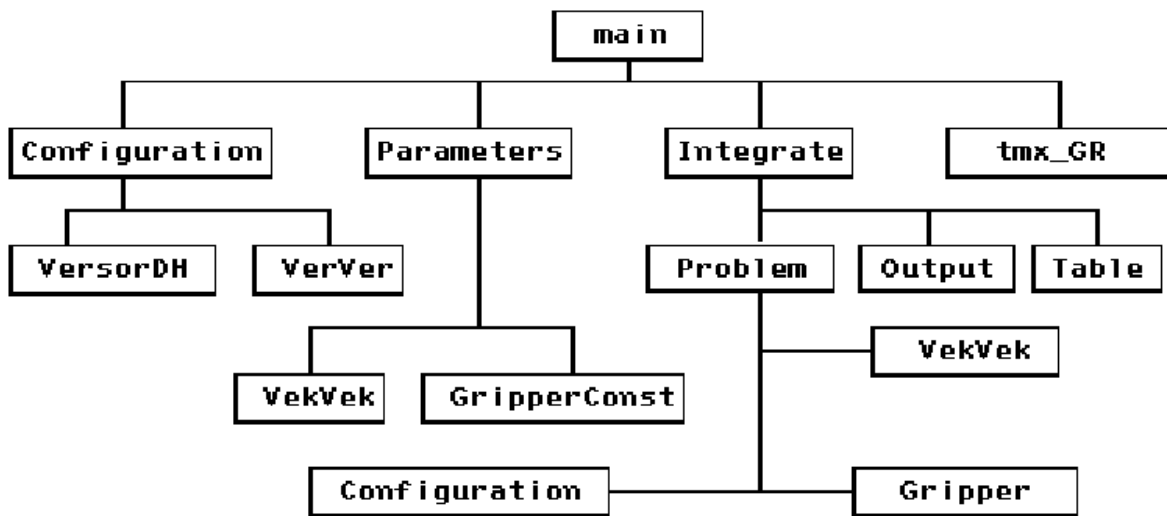 main
Configuration Parameters Integrate tmx_GR
VersorDH VerVer Problem Output Table
VekVek
VekVek GripperConst
Configuration Gripper